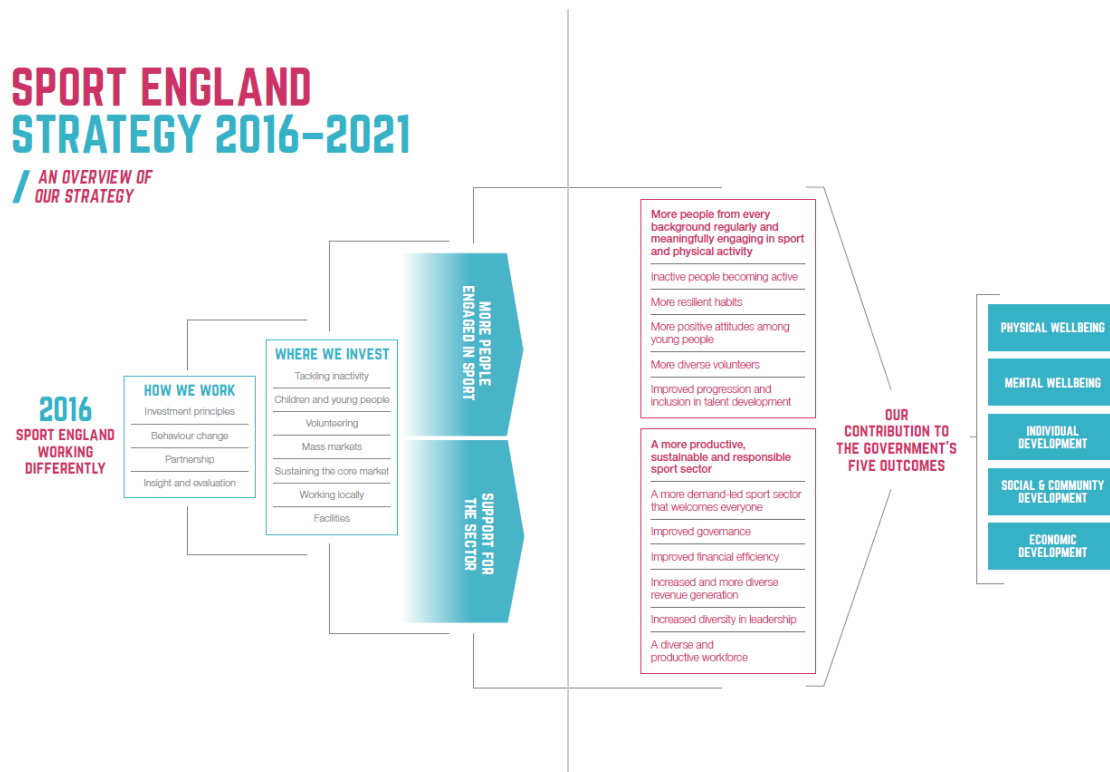 SPORT ENGLAND
STRATEGY 2016–2021
/ AN OVERVIEW OF
OUR STRATEGY
2016
SPORT ENGLAND
WORKING
DIFFERENTLY
HOW WE WORK
Investment principles
Behaviour change
Partnership
Insight and evaluation
WHERE WE INVEST
Tackling inactivity
Children and young people
Volunteering
Mass markets
Sustaining the core market
Working locally
Facilities
MORE PEOPLE
ENGAGED IN SPORT
SUPPORT FOR
THE SECTOR
More people from every
background regularly and
meaningfully engaging in sport
and physical activity
Inactive people becoming active
More resilient habits
More positive attitudes among
young people
More diverse volunteers
Improved progression and
inclusion in talent development
A more productive,
sustainable and responsible
sport sector
A more demand-led sport sector
that welcomes everyone
Improved governance
Improved financial efficiency
Increased and more diverse
revenue generation
Increased diversity in leadership
A diverse and
productive workforce
OUR
CONTRIBUTION TO
THE GOVERNMENT'S
FIVE OUTCOMES
PHYSICAL WELLBEING
MENTAL WELLBEING
INDIVIDUAL
DEVELOPMENT
SOCIAL & COMMUNITY
DEVELOPMENT
ECONOMIC
DEVELOPMENT